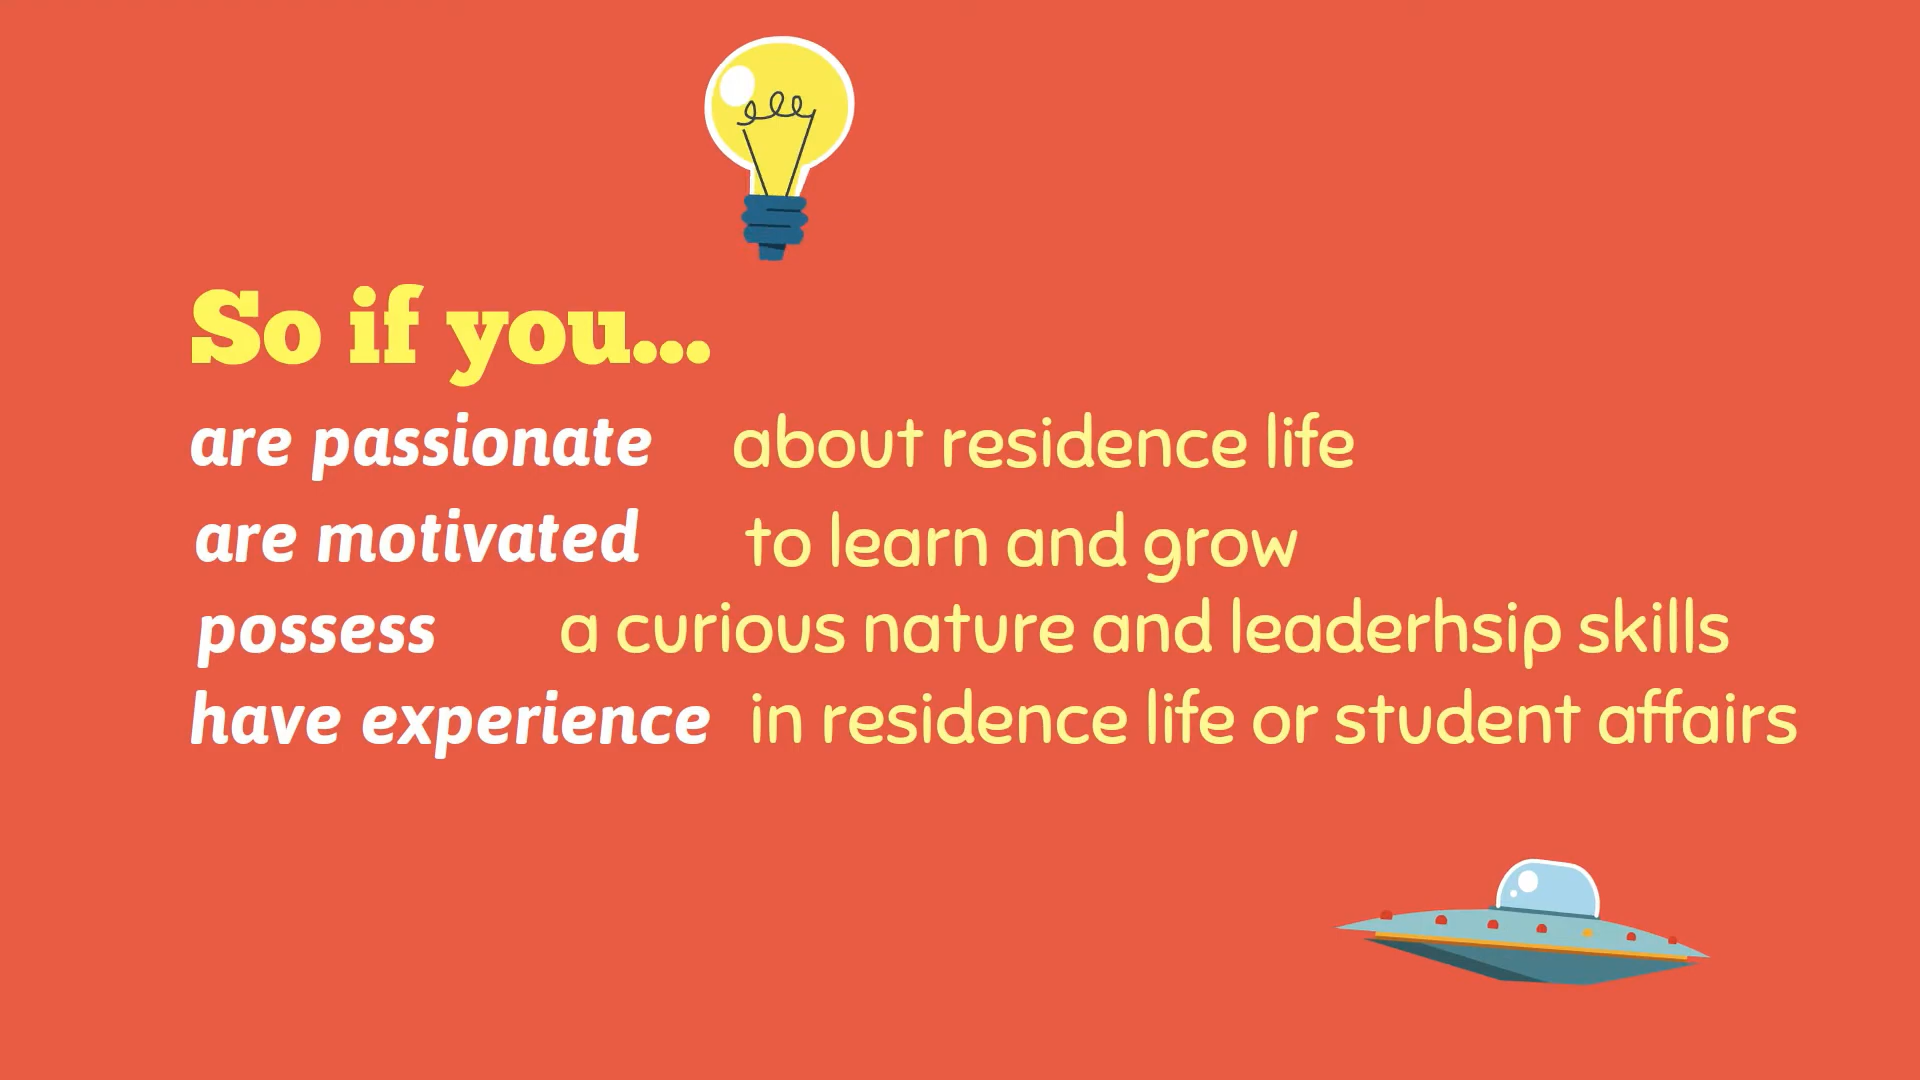 So if you...
are passionate about residence life
are motivated to learn and grow
possess a curious nature and leaderhsip skills
have experience in residence life or student affairs